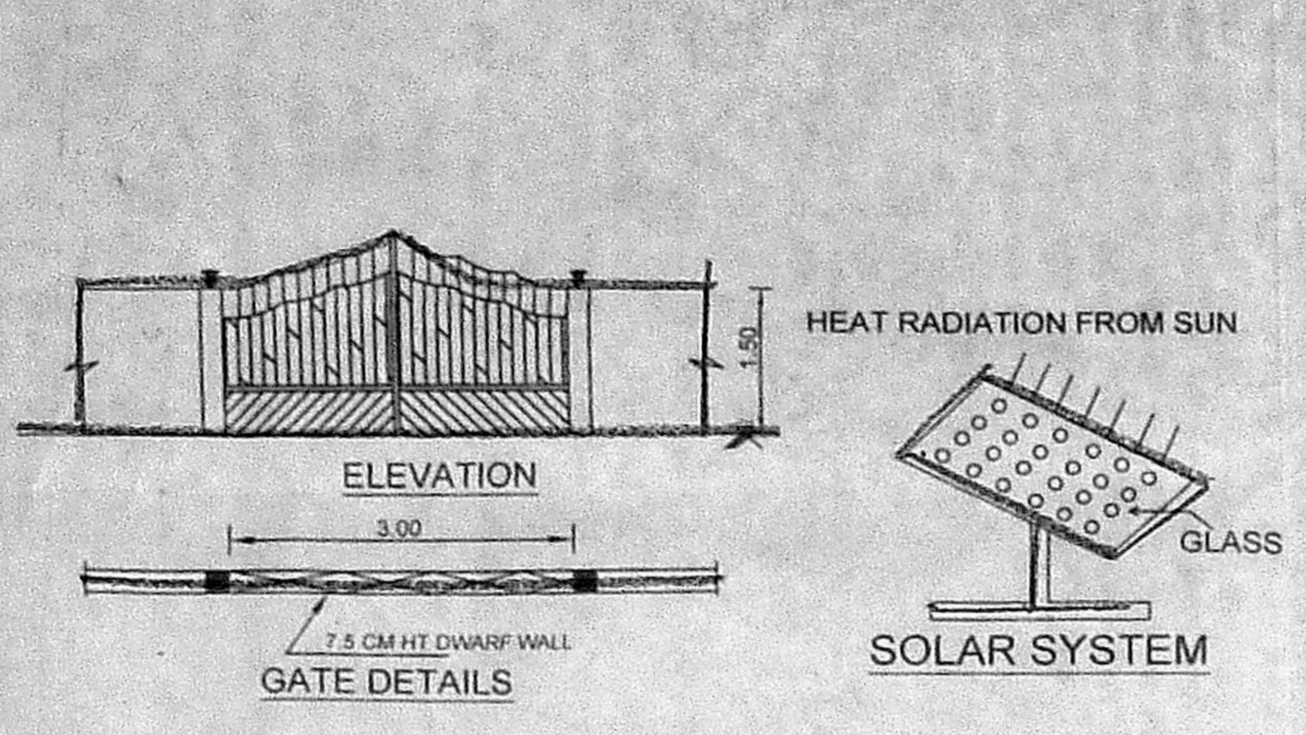 1.50
ELEVATION
3.00
7.5 CM HT DWARF WALL
GATE DETAILS
HEAT RADIATION FROM SUN
GLASS
SOLAR SYSTEM